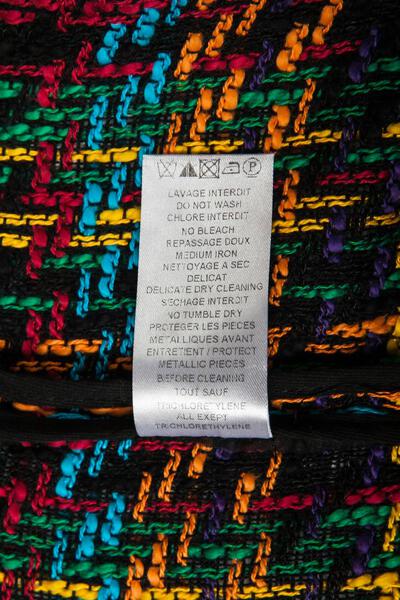 LAVAGE INTERDIT
DO NOT WASH
CHLORE INTERDIT
NO BLEACH
REPASSAGE DOUX
MEDIUM IRON
NETTOYAGE A SEC
DELICAT
DELICATE DRY CLEANING
SECHAGE INTERDIT
NO TUMBLE DRY
PROTEGER LES PIECES
METALLIQUES AVANT
ENTRETIENT / PROTECT
METALLIC PIECES
BEFORE CLEANING
TOUT SAUF
TRICHLORETYLENE
ALL EXEPT
TRICHLORETHYLENE